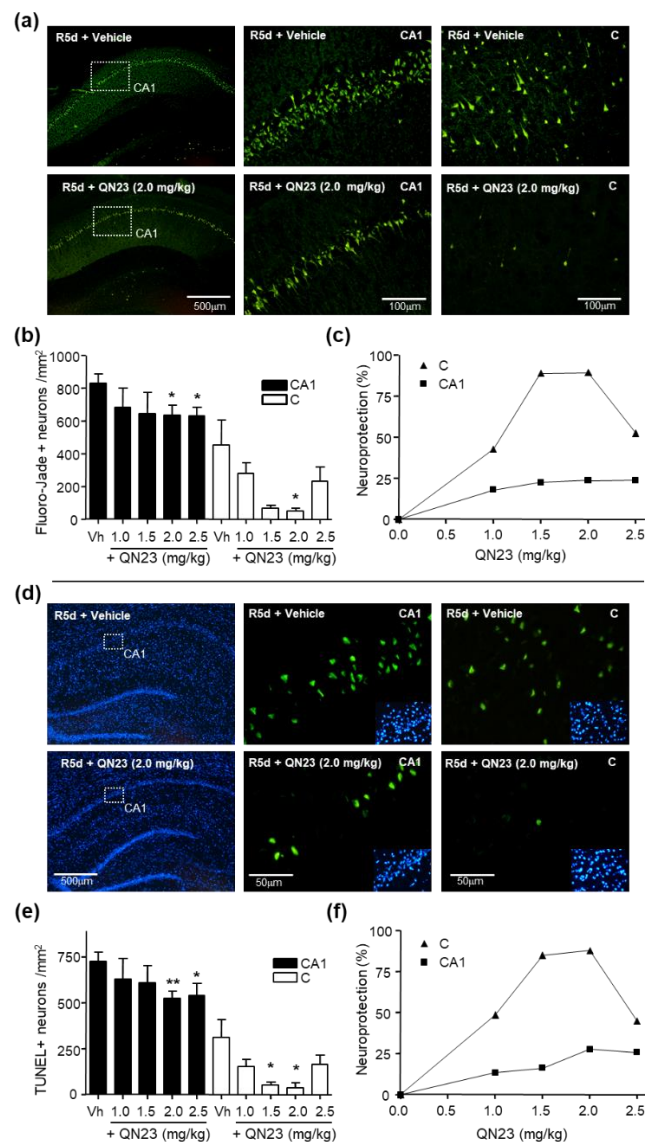 (a)
R5d + Vehicle
CA1
R5d + Vehicle CA1
R5d + Vehicle C
R5d + QN23 (2.0 mg/kg)
CA1
500μm
R5d + QN23 (2.0 mg/kg) CA1
100μm
R5d + QN23 (2.0 mg/kg) C
100μm
(b)
Fluoro-Jade + neurons /mm²
1000
800
600
400
200
0
* * *
CA1
C
Vh 1.0 1.5 2.0 2.5 Vh 1.0 1.5 2.0 2.5
+ QN23 (mg/kg) + QN23 (mg/kg)
(c)
Neuroprotection (%)
100
75
50
25
0
C
CA1
0.0 1.0 1.5 2.0 2.5
QN23 (mg/kg)
(d)
R5d + Vehicle
CA1
R5d + Vehicle CA1
R5d + Vehicle C
R5d + QN23 (2.0 mg/kg)
CA1
500μm
R5d + QN23 (2.0 mg/kg) CA1
50μm
R5d + QN23 (2.0 mg/kg) C
50μm
(e)
TUNEL+ neurons /mm²
750
500
250
0
** * * *
CA1
C
Vh 1.0 1.5 2.0 2.5 Vh 1.0 1.5 2.0 2.5
+ QN23 (mg/kg) + QN23 (mg/kg)
(f)
Neuroprotection (%)
100
75
50
25
0
C
CA1
0.0 1.0 1.5 2.0 2.5
QN23 (mg/kg)